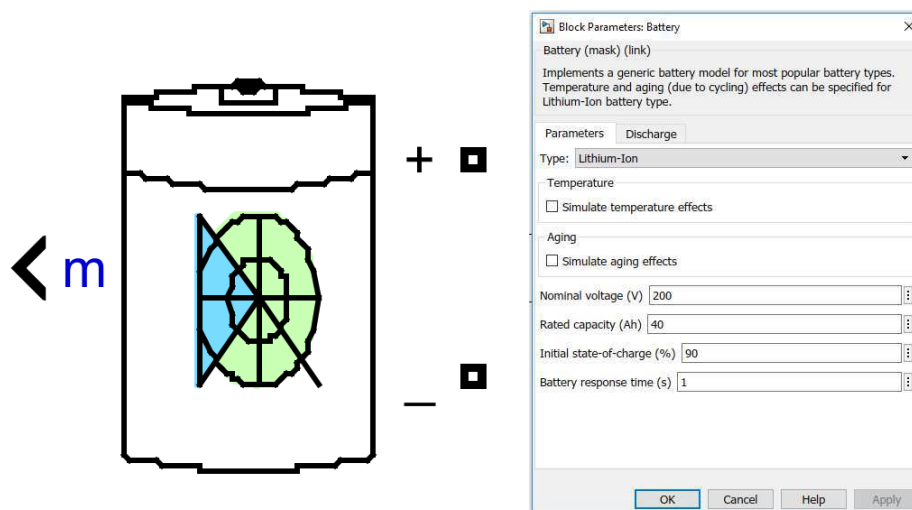 m
+
_
Block Parameters: Battery
Battery (mask) (link)
Implements a generic battery model for most popular battery types.
Temperature and aging (due to cycling) effects can be specified for
Lithium-Ion battery type.
Parameters Discharge
Type: Lithium-Ion
Temperature
Simulate temperature effects
Aging
Simulate aging effects
Nominal voltage (V) 200
Rated capacity (Ah) 40
Initial state-of-charge (%) 90
Battery response time (s) 1
OK Cancel Help Apply